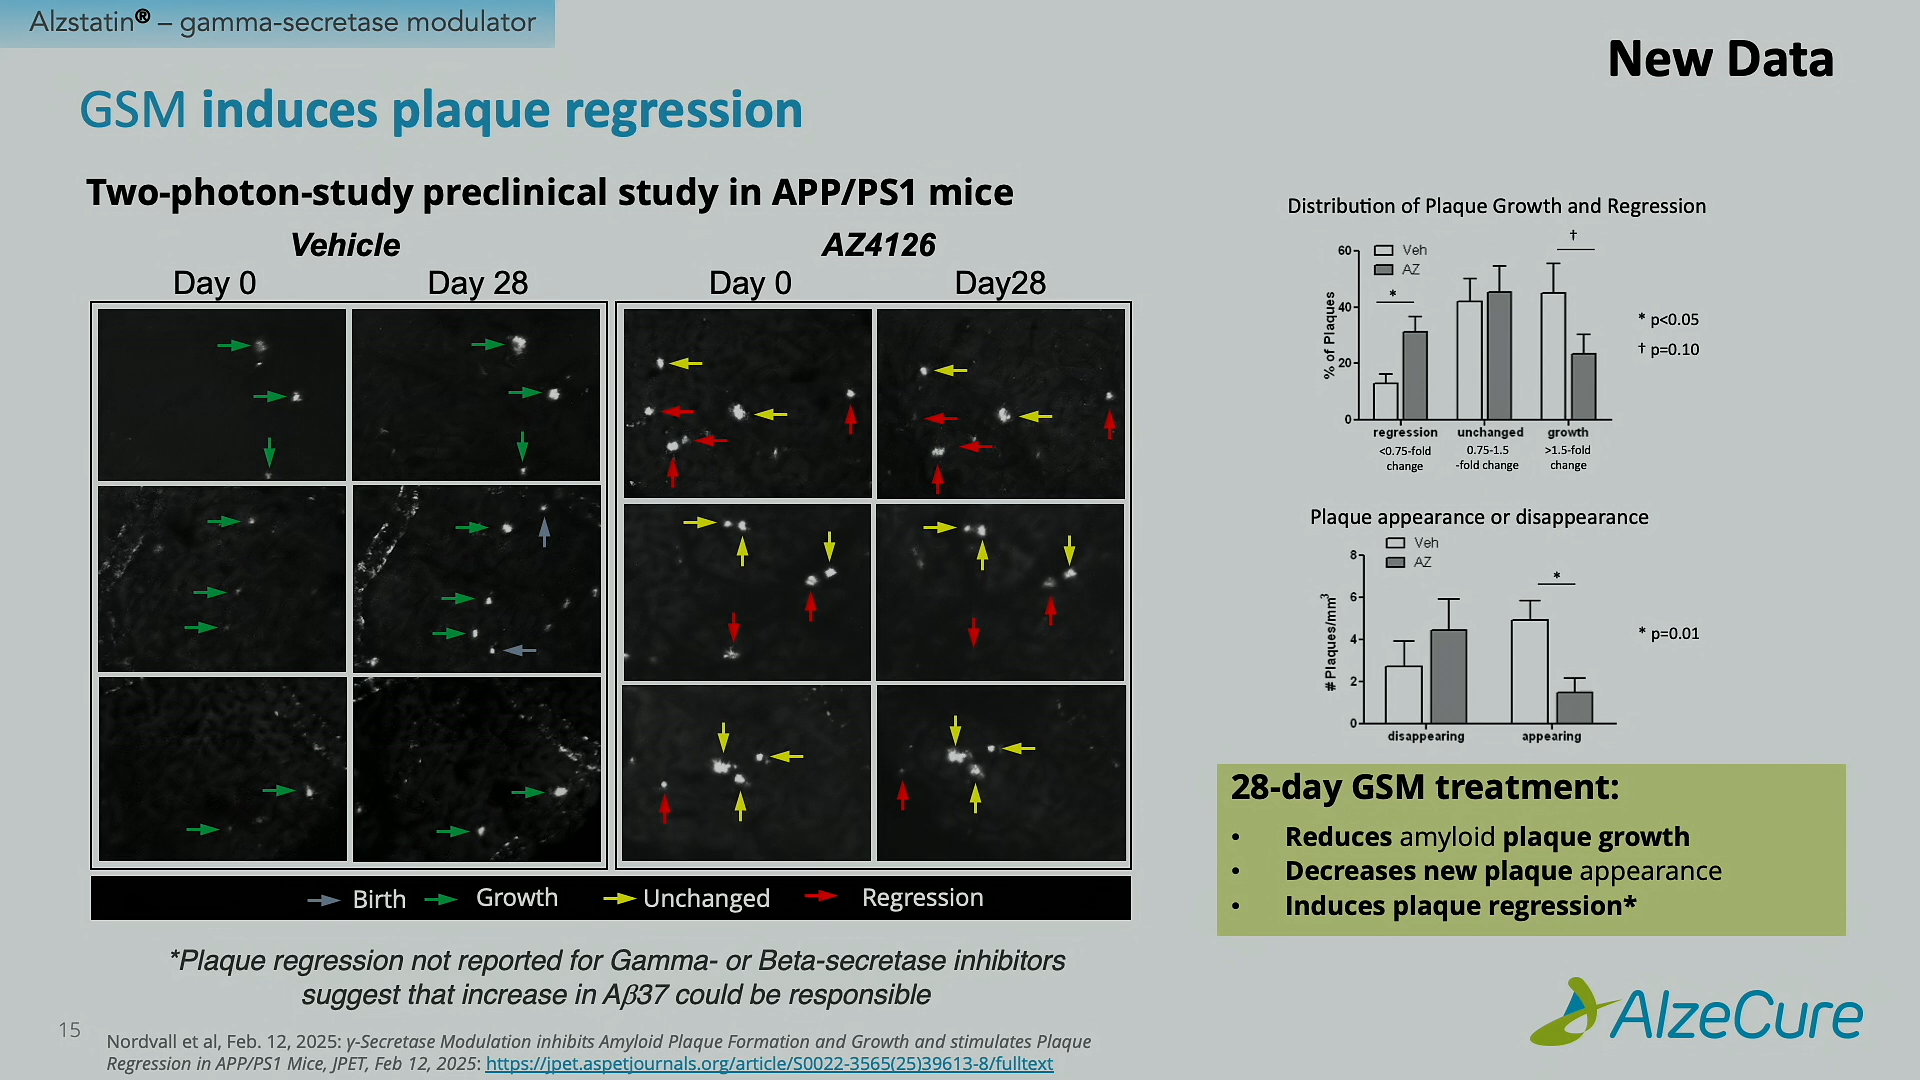 Alzstatin® – gamma-secretase modulator
New Data
GSM induces plaque regression
Two-photon-study preclinical study in APP/PS1 mice
Vehicle
AZ4126
Day 0
Day 28
Day 0
Day28
Birth
Growth
Unchanged
Regression
*Plaque regression not reported for Gamma- or Beta-secretase inhibitors
suggest that increase in Aβ37 could be responsible
15
Nordvall et al, Feb. 12, 2025: γ-Secretase Modulation inhibits Amyloid Plaque Formation and Growth and stimulates Plaque
Regression in APP/PS1 Mice, JPET, Feb 12, 2025: https://jpet.aspetjournals.org/article/S0022-3565(25)39613-8/fulltext
Distribution of Plaque Growth and Regression
Veh
AZ
% of Plaques
60
40
20
0
*
†
* p<0.05
† p=0.10
regression
unchanged
growth
<0.75-fold
change
0.75-1.5
-fold change
>1.5-fold
change
Plaque appearance or disappearance
Veh
AZ
# Plaques/mm3
8
6
4
2
0
*
* p=0.01
disappearing
appearing
28-day GSM treatment:
• Reduces amyloid plaque growth
• Decreases new plaque appearance
• Induces plaque regression*
AlzeCure